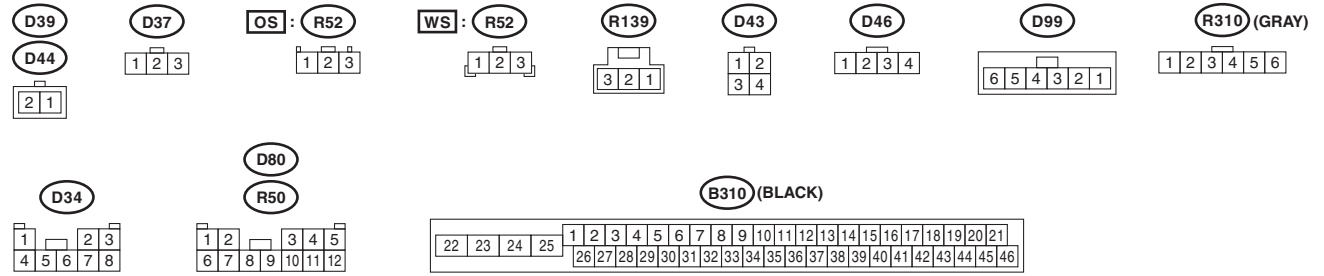 D39
D44
2 1
D37
1 2 3
OS : R52
1 2 3
WS : R52
1 2 3
R139
3 2 1
D43
1 2
3 4
D46
1 2 3 4
D99
6 5 4 3 2 1
R310 (GRAY)
1 2 3 4 5 6
D34
1 2 3
4 5 6 7 8
D80
R50
1 2 3 4 5
6 7 8 9 10 11 12
B310 (BLACK)
22 23 24 25 1 2 3 4 5 6 7 8 9 10 11 12 13 14 15 16 17 18 19 20 21
26 27 28 29 30 31 32 33 34 35 36 37 38 39 40 41 42 43 44 45 46